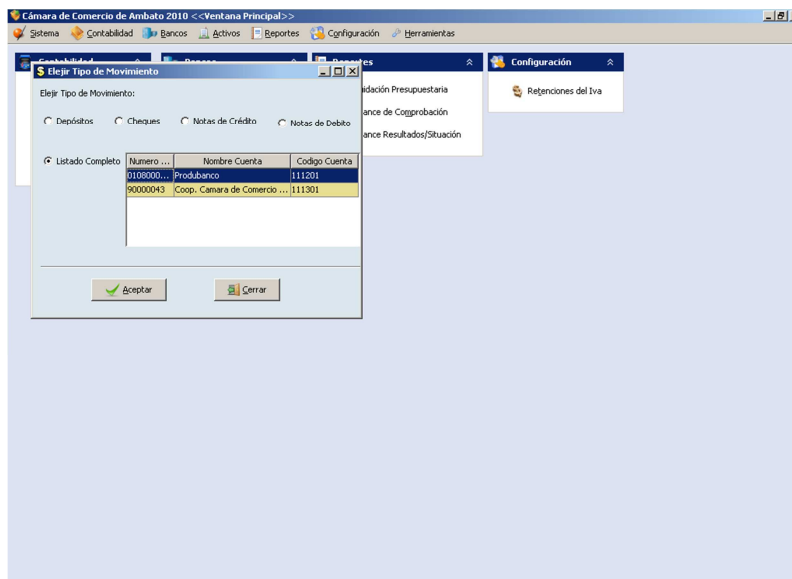 Cámara de Comercio de Ambato 2010 <<Ventana Principal>>
Sistema Contabilidad Bancos Activos Reportes Configuración Herramientas
Contabilidad Bancos Reportes Configuración
$ Elejir Tipo de Movimiento
Elejir Tipo de Movimiento:
idación Presupuestaria
Retenciones del Iva
ance de Comprobación
Depósitos Cheques Notas de Crédito Notas de Debito
ance Resultados/Situación
Listado Completo
Numero ... Nombre Cuenta Codigo Cuenta
0108000... Produbanco 111201
90000043 Coop. Camara de Comercio ... 111301
Aceptar Cerrar